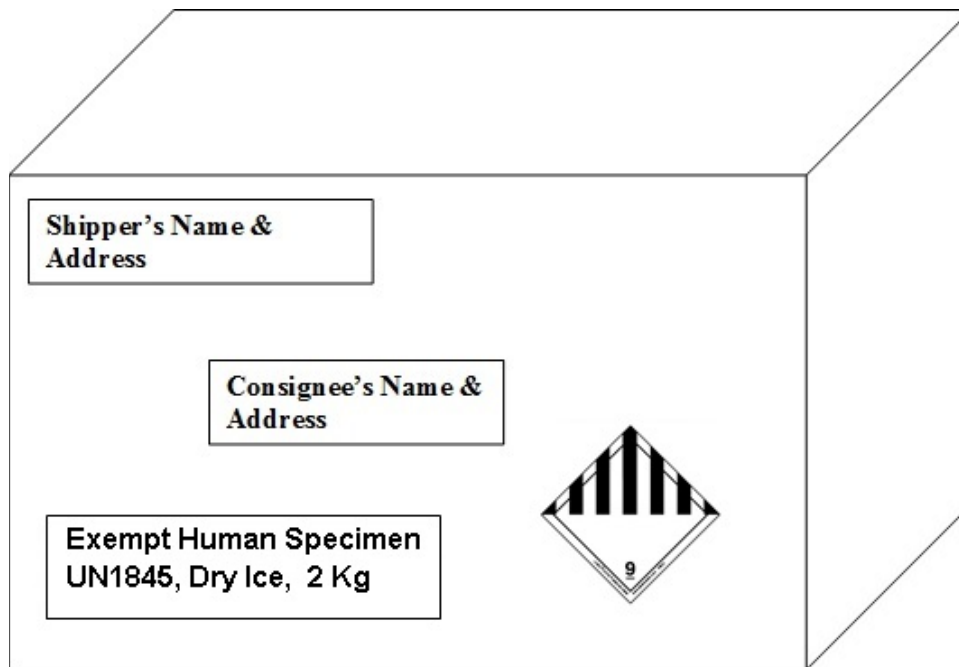 Shipper’s Name &
Address
Consignee’s Name &
Address
Exempt Human Specimen
UN1845, Dry Ice, 2 Kg
9